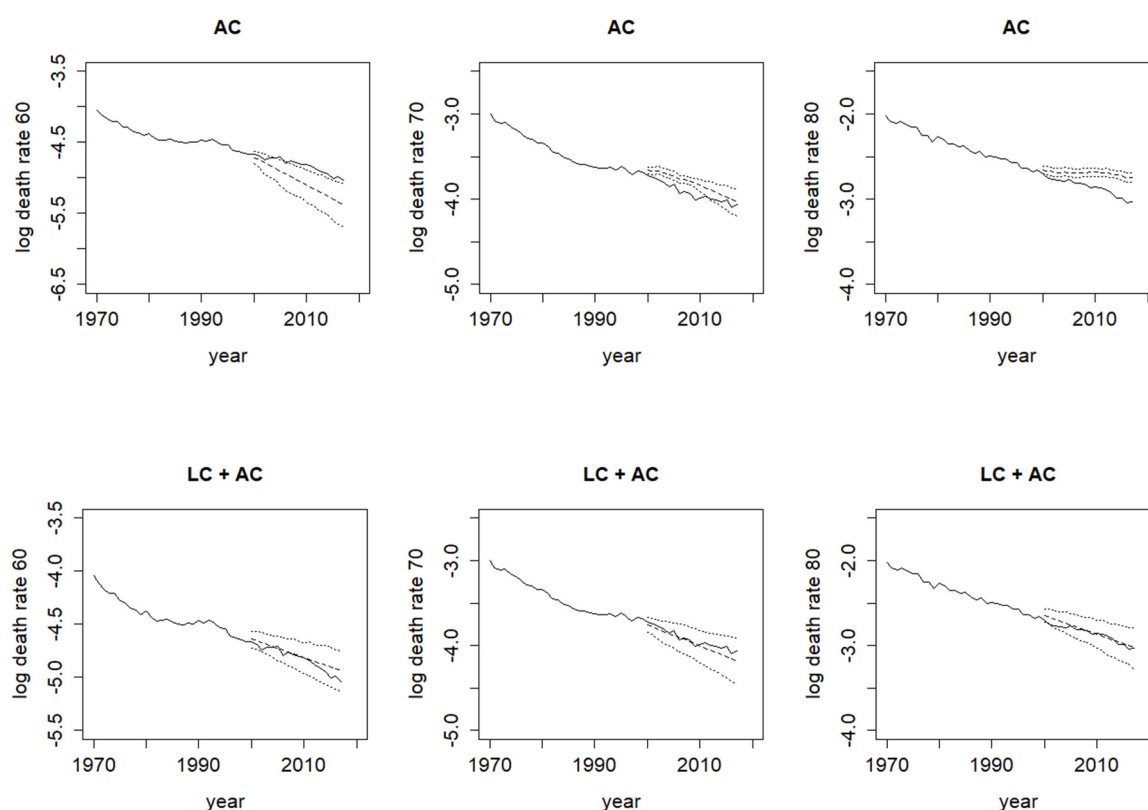 AC
log death rate 60
-3.5
-4.5
-5.5
-6.5
1970
1990
2010
year
AC
log death rate 70
-3.0
-4.0
-5.0
1970
1990
2010
year
AC
log death rate 80
-2.0
-3.0
-4.0
1970
1990
2010
year
LC + AC
log death rate 60
-3.5
-4.0
-4.5
-5.0
-5.5
1970
1990
2010
year
LC + AC
log death rate 70
-3.0
-4.0
-5.0
1970
1990
2010
year
LC + AC
log death rate 80
-2.0
-3.0
-4.0
1970
1990
2010
year